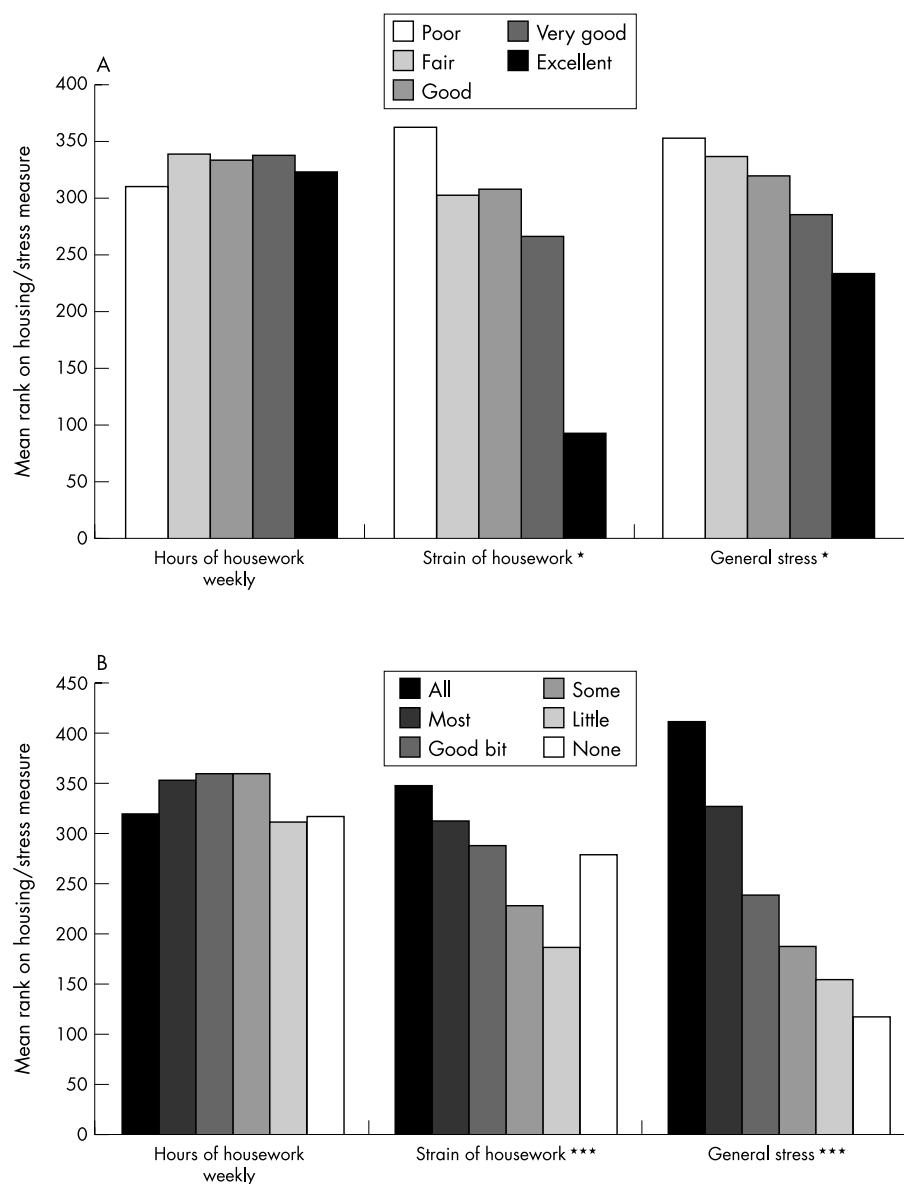 Poor
Very good
Fair
Excellent
Good
A
400
350
300
250
200
150
100
50
0
Mean rank on housing/stress measure
Hours of housework
weekly
Strain of housework *
General stress *
B
All
Some
Most
Little
Good bit
None
450
400
350
300
250
200
150
100
50
0
Mean rank on housing/stress measure
Hours of housework
weekly
Strain of housework ***
General stress ***